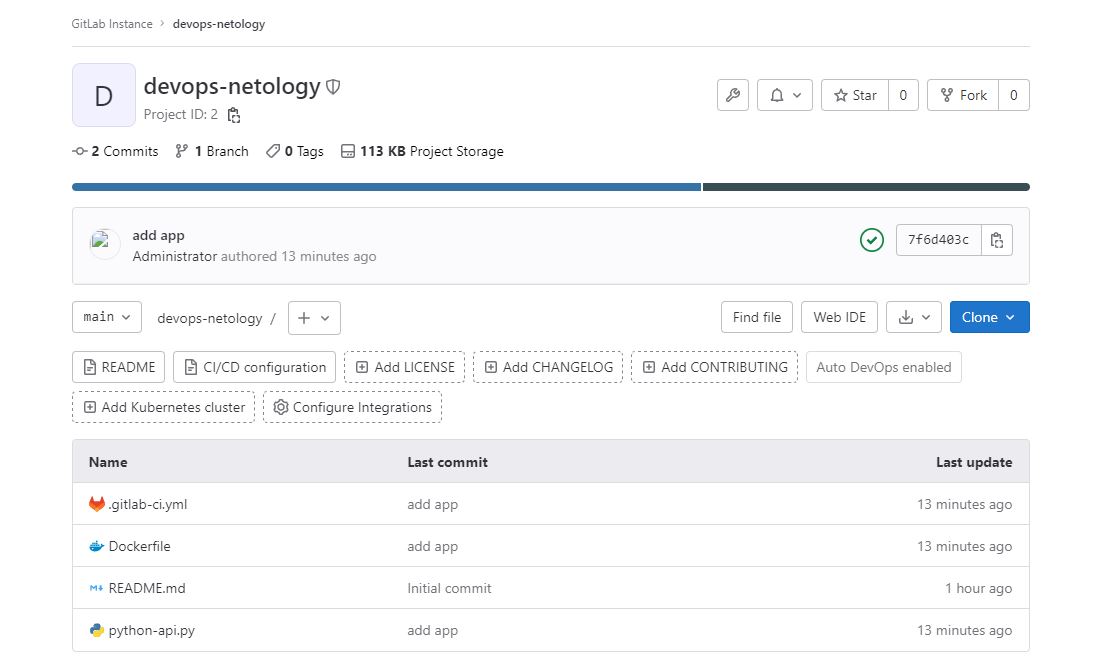 GitLab Instance › devops-netology
D
devops-netology
Project ID: 2
Star 0 Fork 0
2 Commits 1 Branch 0 Tags 113 KB Project Storage
add app
Administrator authored 13 minutes ago
7f6d403c
main devops-netology / + Find file Web IDE Clone
README CI/CD configuration Add LICENSE Add CHANGELOG Add CONTRIBUTING Auto DevOps enabled
Add Kubernetes cluster Configure Integrations
Name Last commit Last update
.gitlab-ci.yml add app 13 minutes ago
Dockerfile add app 13 minutes ago
README.md Initial commit 1 hour ago
python-api.py add app 13 minutes ago